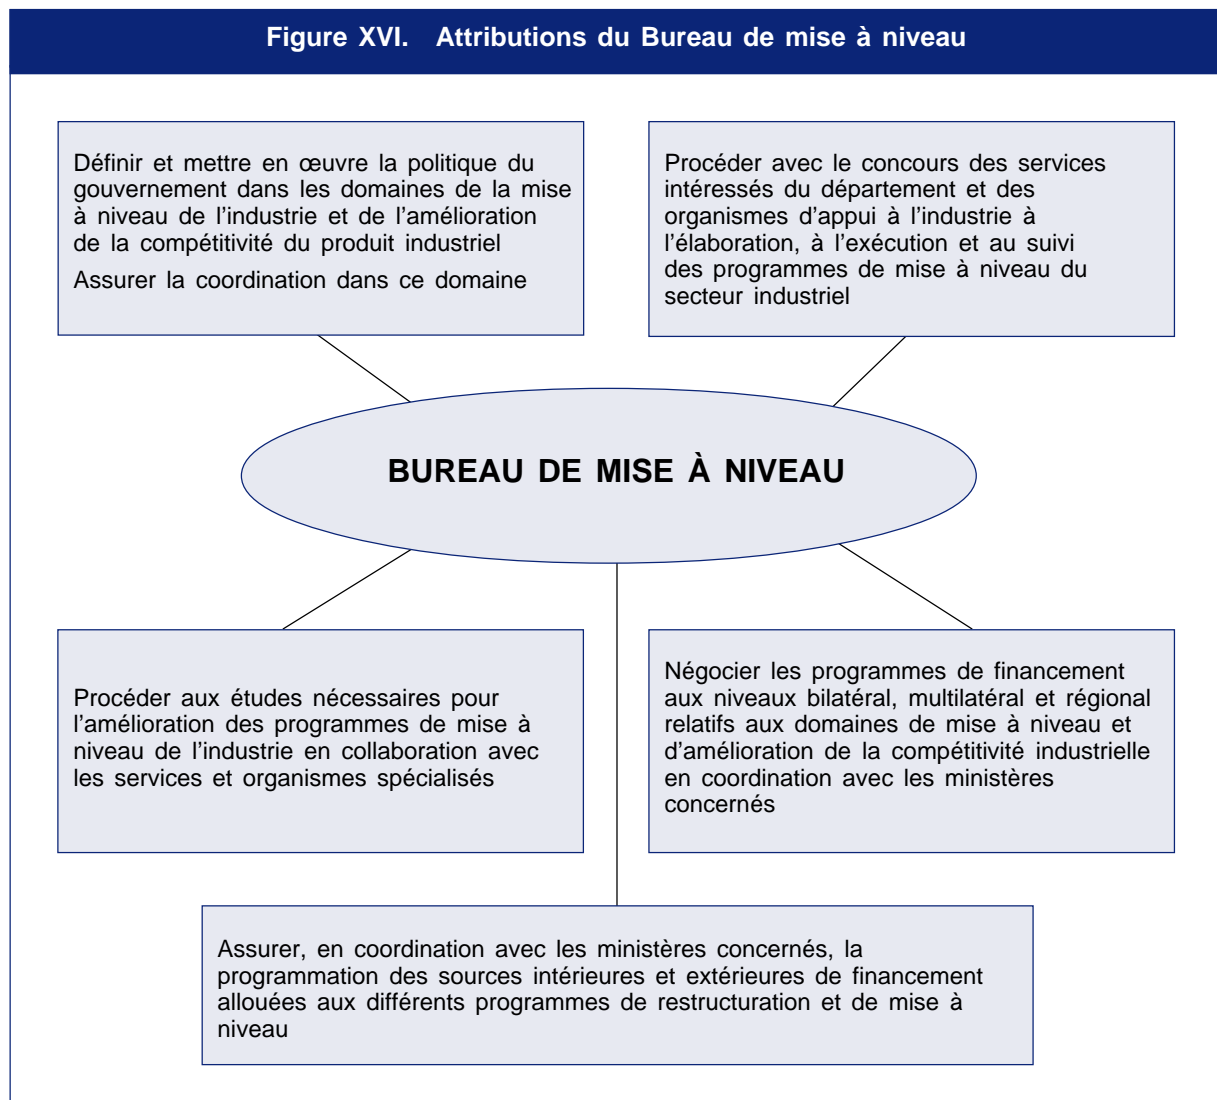 Figure XVI. Attributions du Bureau de mise à niveau
Définir et mettre en œuvre la politique du
gouvernement dans les domaines de la mise
à niveau de l'industrie et de l'amélioration
de la compétitivité du produit industriel
Assurer la coordination dans ce domaine
Procéder avec le concours des services
intéressés du département et des
organismes d'appui à l'industrie à
l'élaboration, à l'exécution et au suivi
des programmes de mise à niveau du
secteur industriel
BUREAU DE MISE À NIVEAU
Procéder aux études nécessaires pour
l'amélioration des programmes de mise à
niveau de l'industrie en collaboration avec
les services et organismes spécialisés
Négocier les programmes de financement
aux niveaux bilatéral, multilatéral et régional
relatifs aux domaines de mise à niveau et
d'amélioration de la compétitivité industrielle
en coordination avec les ministères
concernés
Assurer, en coordination avec les ministères concernés, la
programmation des sources intérieures et extérieures de financement
allouées aux différents programmes de restructuration et de mise à
niveau